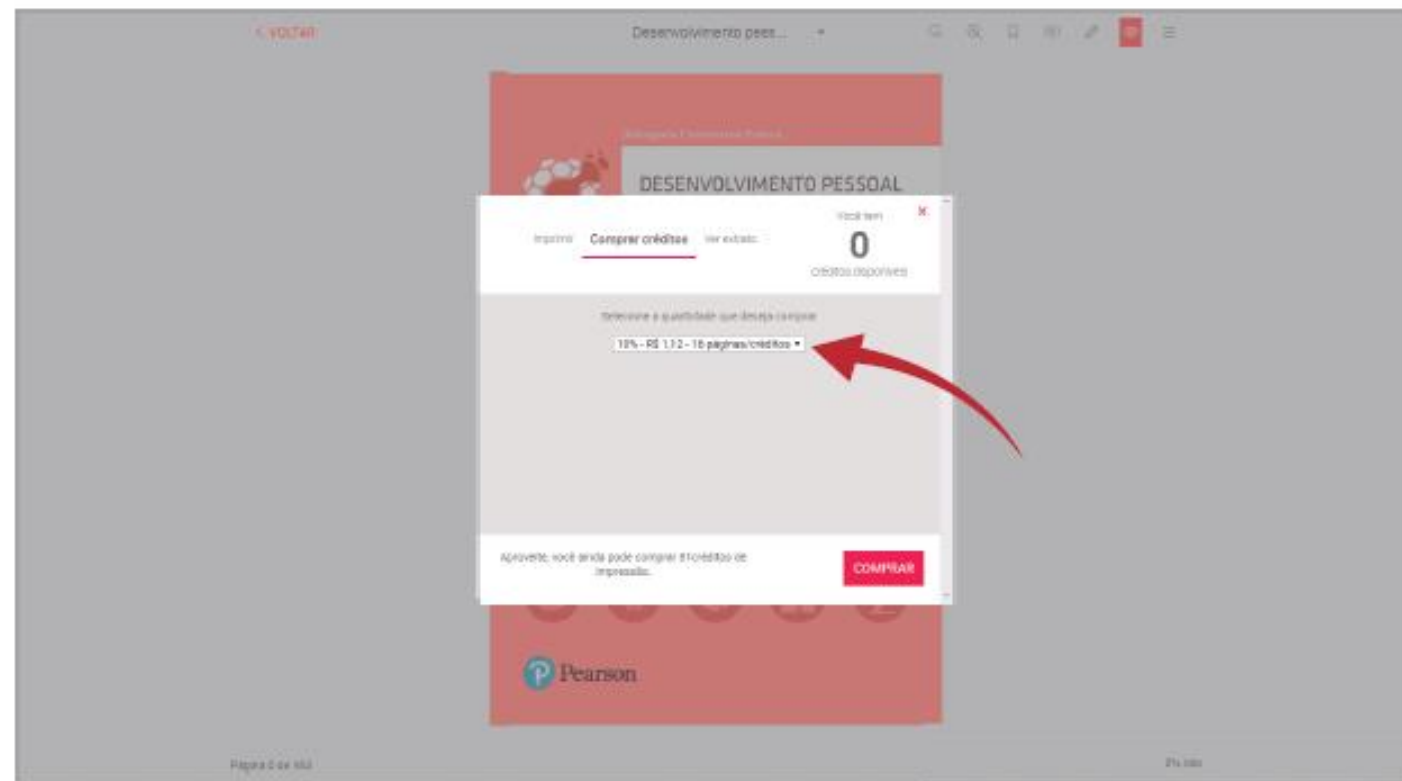 < VOLTAR
Desenvolvimento pess...
DESENVOLVIMENTO PESSOAL
Você tem
Imprimir Comprar créditos Ver extrato
0
créditos disponíveis
Selecione a quantidade que deseja comprar
10% - R$ 1,12 - 16 páginas/créditos
Aproveite, você ainda pode comprar 81 créditos de
impressão.
COMPRAR
Pearson